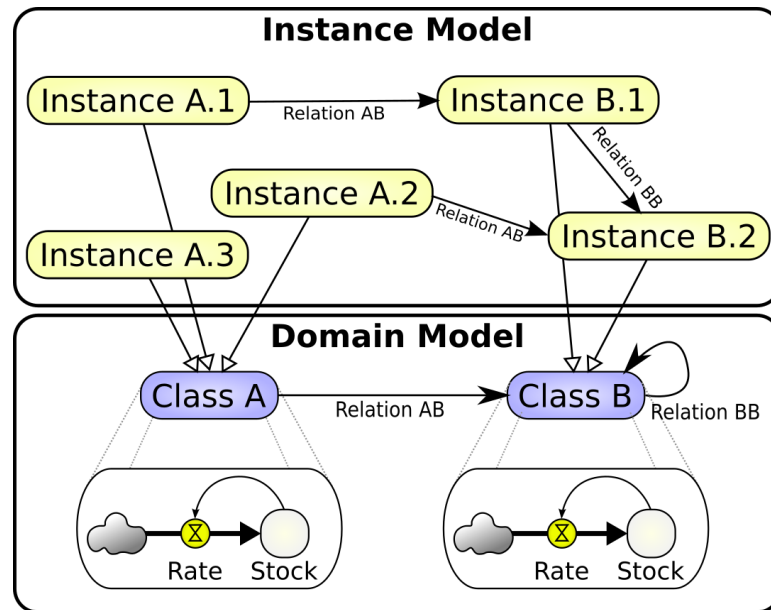 Instance Model
Instance A.1
Relation AB
Instance B.1
Relation BB
Instance A.2
Relation AB
Instance A.3
Instance B.2
Domain Model
Class A
Relation AB
Class B
Relation BB
Rate
Stock
Rate
Stock